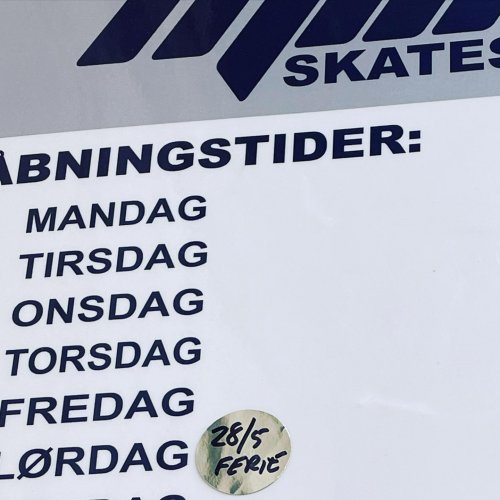 SKATES
ÅBNINGSTIDER:
MANDAG
TIRSDAG
ONSDAG
TORSDAG
FREDAG
LØRDAG
28/5
FERIE